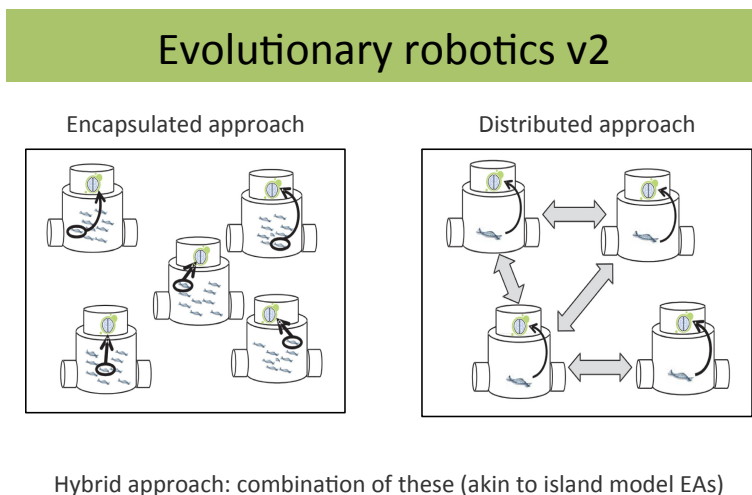 Evolutionary robotics v2
Encapsulated approach
Distributed approach
Hybrid approach: combination of these (akin to island model EAs)